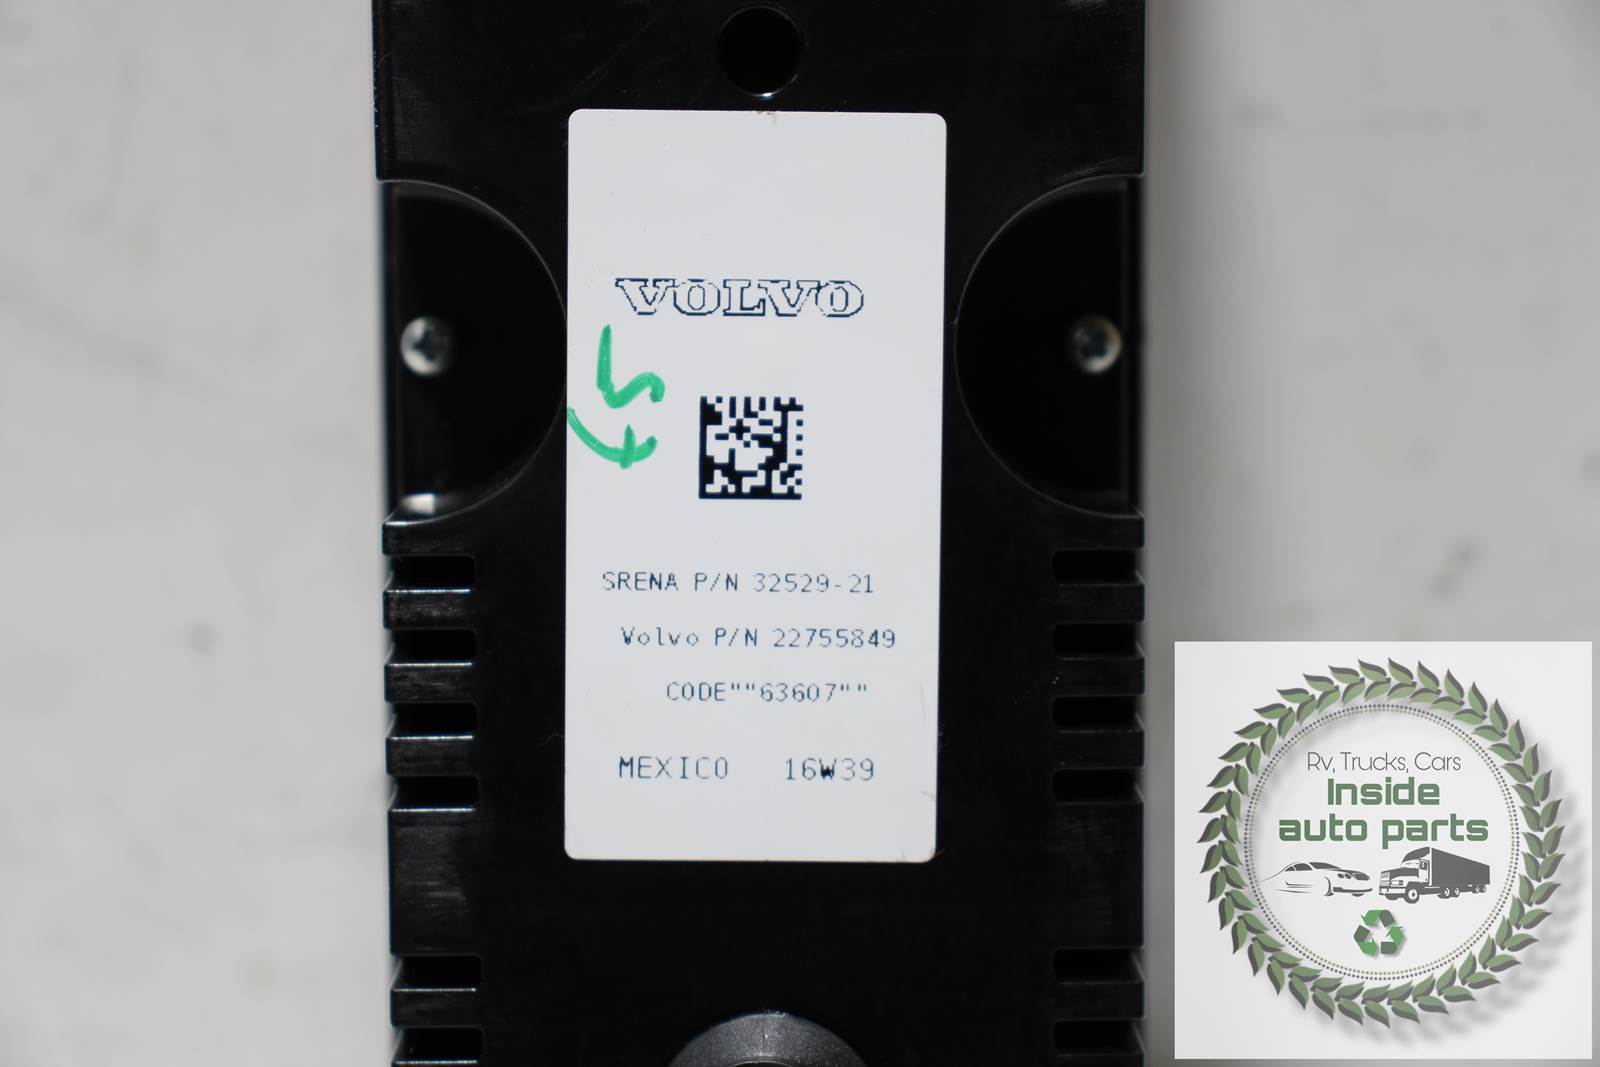 VOLVO
SRENA P/N 32529-21
Volvo P/N 22755849
CODE""63607""
MEXICO 16W39
Rv, Trucks, Cars
Inside
auto parts